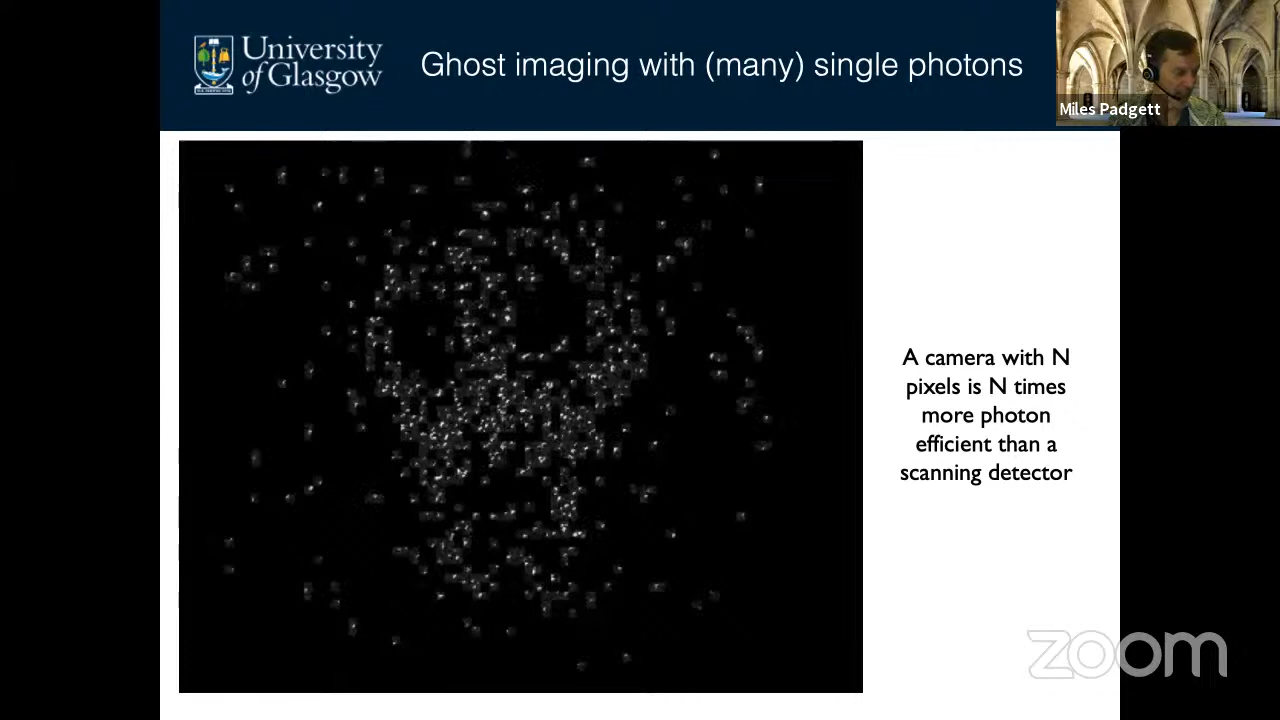 University
of Glasgow
Ghost imaging with (many) single photons
Miles Padgett
A camera with N
pixels is N times
more photon
efficient than a
scanning detector
zoom